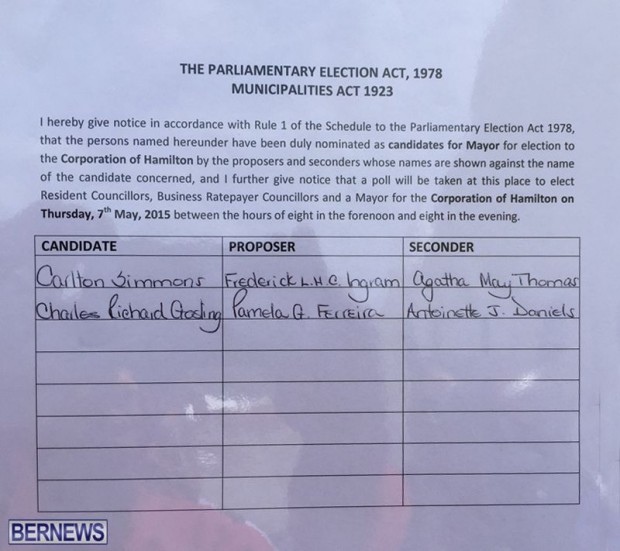 THE PARLIAMENTARY ELECTION ACT, 1978
MUNICIPALITIES ACT 1923
I hereby give notice in accordance with Rule 1 of the Schedule to the Parliamentary Election Act 1978,
that the persons named hereunder have been duly nominated as candidates for Mayor for election to
the Corporation of Hamilton by the proposers and seconders whose names are shown against the name
of the candidate concerned, and I further give notice that a poll will be taken at this place to elect
Resident Councillors, Business Ratepayer Councillors and a Mayor for the Corporation of Hamilton on
Thursday, 7th May, 2015 between the hours of eight in the forenoon and eight in the evening.
CANDIDATE PROPOSER SECONDER
Carlton Simmons Frederick L.H.C. Ingram Agatha May Thomas
Charles Richard Gosling Pamela G. Ferreira Antoinette J. Daniels
BERNEWS